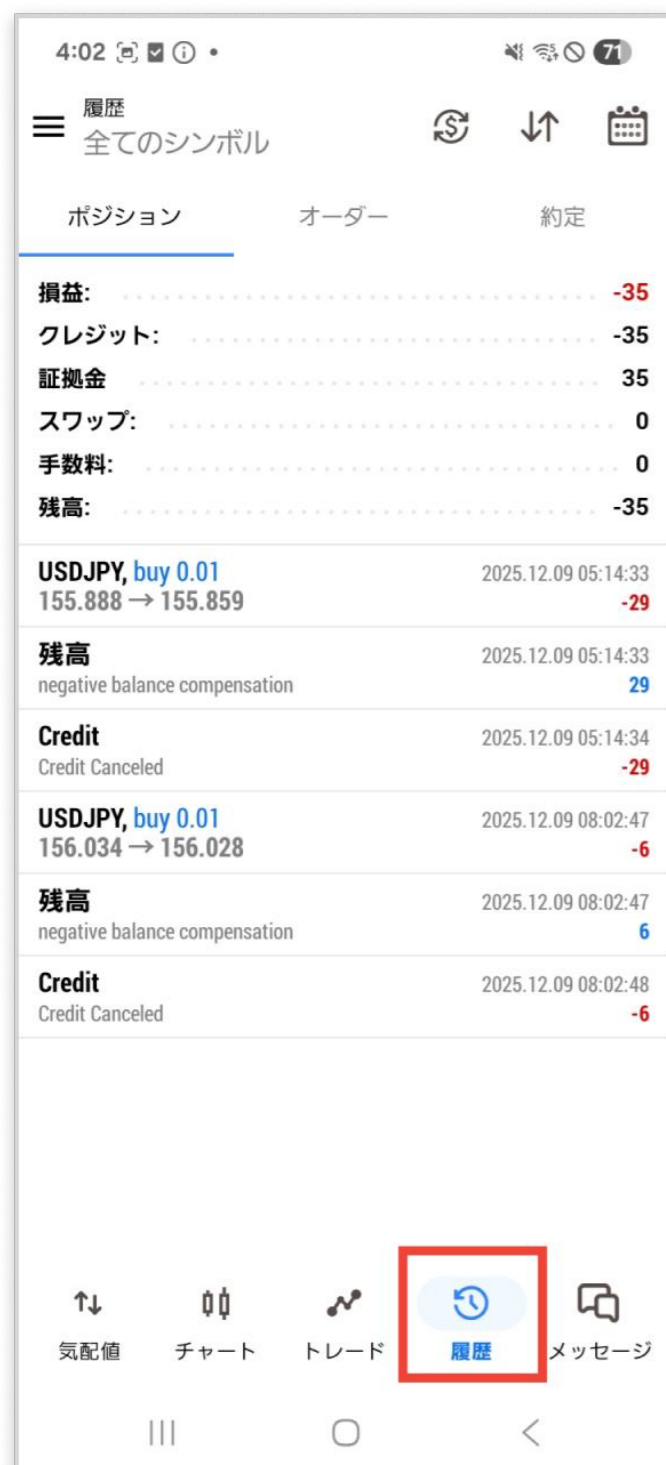 4:02
71
履歴
全てのシンボル
ポジション オーダー 約定
損益: -35
クレジット: -35
証拠金 35
スワップ: 0
手数料: 0
残高: -35
USDJPY, buy 0.01 2025.12.09 05:14:33
155.888 → 155.859 -29
残高 2025.12.09 05:14:33
negative balance compensation 29
Credit 2025.12.09 05:14:34
Credit Canceled -29
USDJPY, buy 0.01 2025.12.09 08:02:47
156.034 → 156.028 -6
残高 2025.12.09 08:02:47
negative balance compensation 6
Credit 2025.12.09 08:02:48
Credit Canceled -6
気配値 チャート トレード 履歴 メッセージ